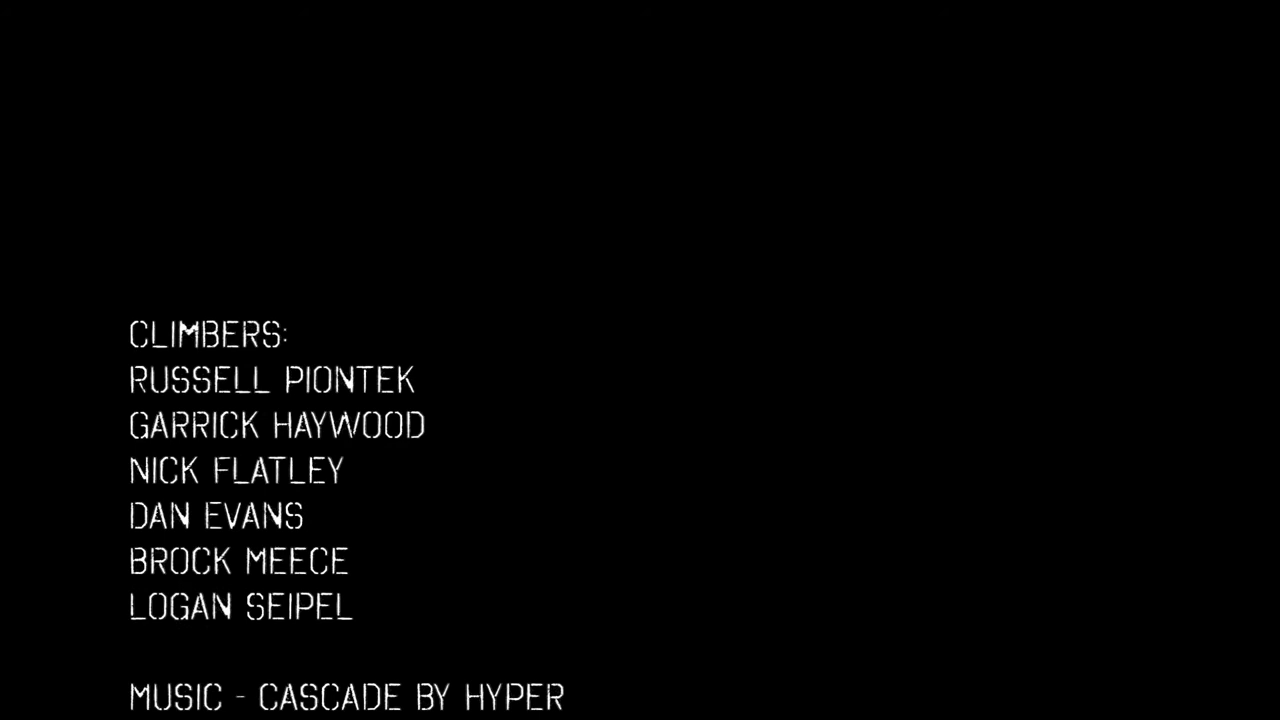 CLIMBERS:
RUSSELL PIONTEK
GARRICK HAYWOOD
NICK FLATLEY
DAN EVANS
BROCK MEECE
LOGAN SEIPEL
MUSIC - CASCADE BY HYPER